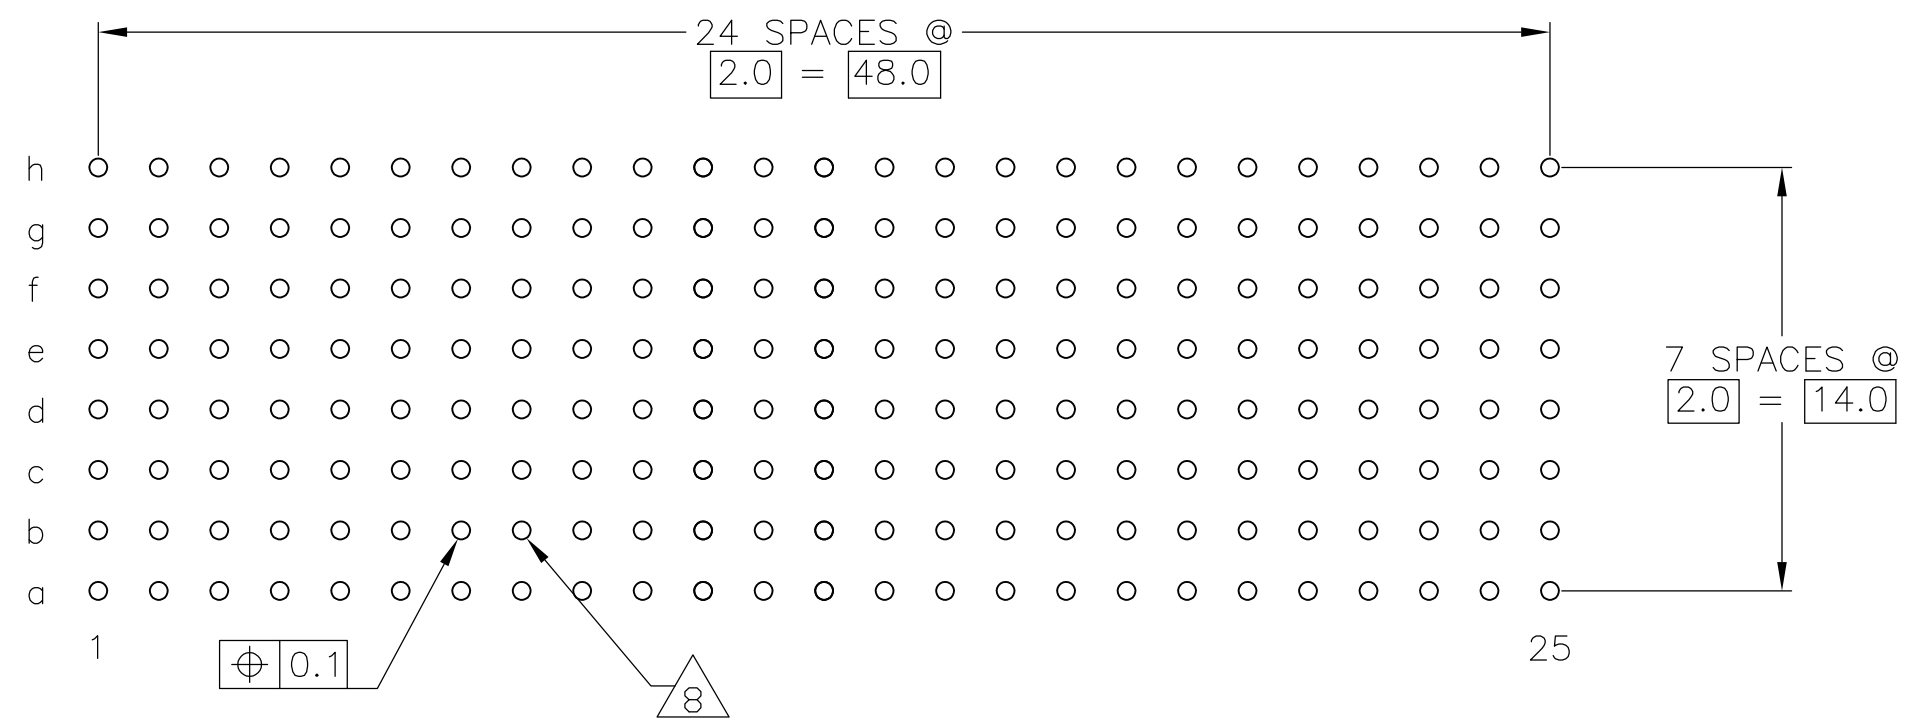 24 SPACES @
2.0 = 48.0
h
g
f
e
7 SPACES @
2.0 = 14.0
d
c
b
a
1
25
⌖ 0.1
8